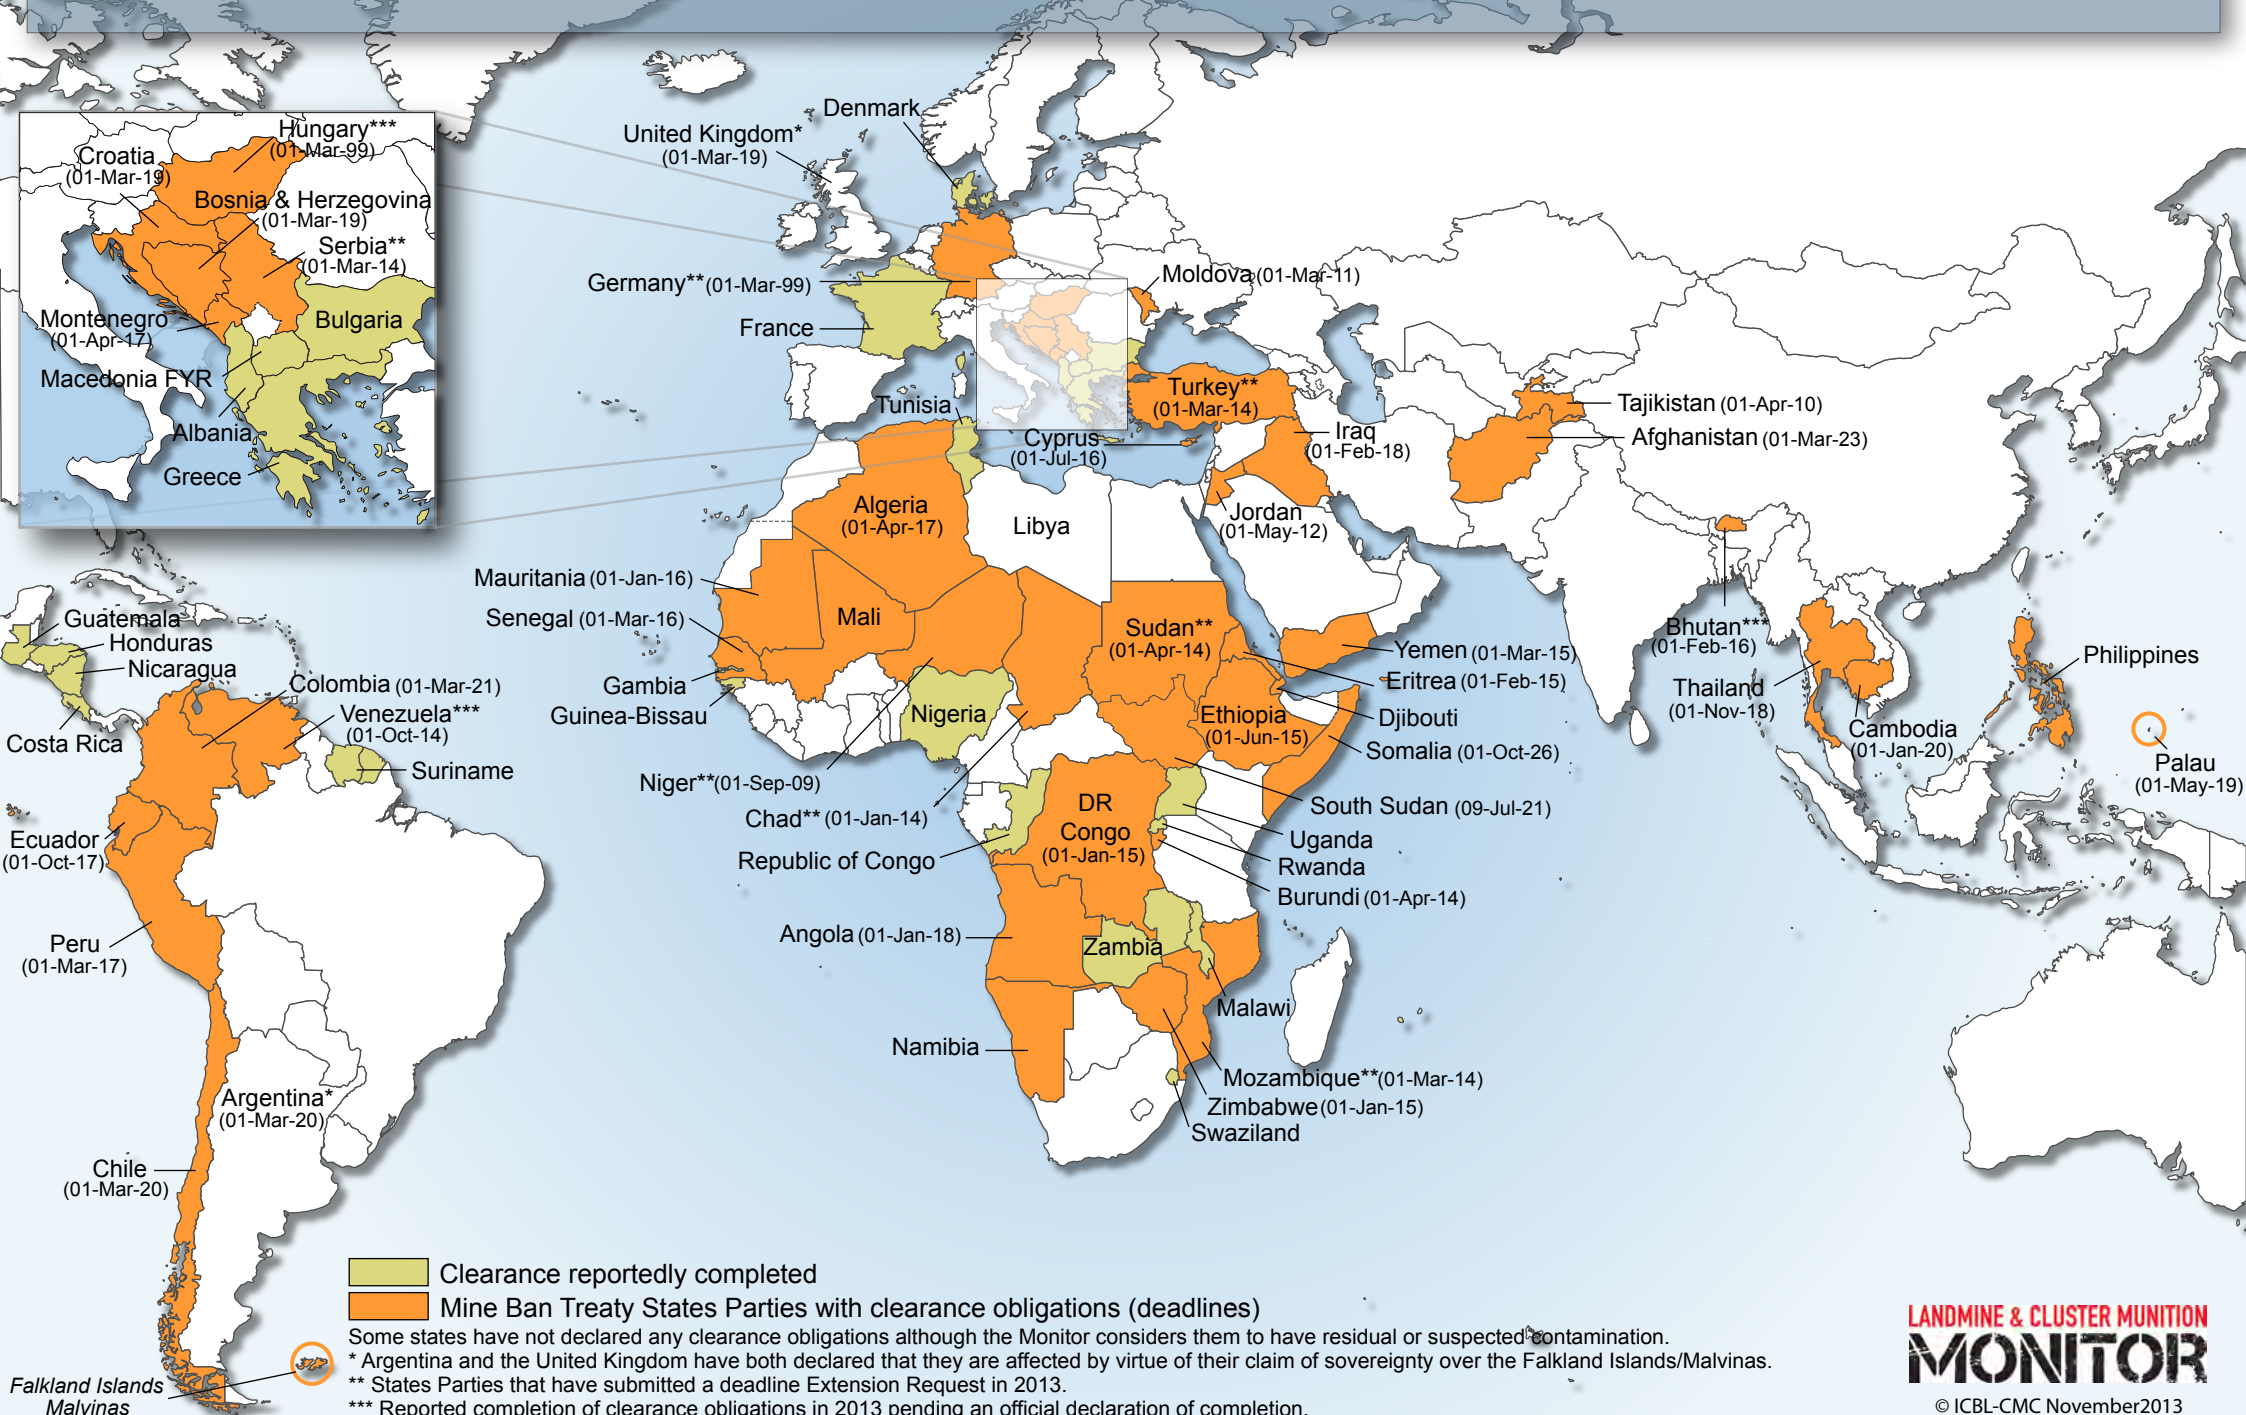 Hungary***
(01-Mar-99)
Croatia
(01-Mar-19)
Bosnia & Herzegovina
(01-Mar-19)
Serbia**
(01-Mar-14)
Montenegro
(01-Apr-17)
Bulgaria
Macedonia FYR
Albania
Greece
Denmark
United Kingdom*
(01-Mar-19)
Germany** (01-Mar-99)
France
Moldova (01-Mar-11)
Turkey**
(01-Mar-14)
Tunisia
Cyprus
(01-Jul-16)
Iraq
(01-Feb-18)
Tajikistan (01-Apr-10)
Afghanistan (01-Mar-23)
Algeria
(01-Apr-17)
Libya
Jordan
(01-May-12)
Mauritania (01-Jan-16)
Senegal (01-Mar-16)
Mali
Sudan**
(01-Apr-14)
Yemen (01-Mar-15)
Eritrea (01-Feb-15)
Djibouti
Somalia (01-Oct-26)
Ethiopia
(01-Jun-15)
Bhutan***
(01-Feb-16)
Thailand
(01-Nov-18)
Cambodia
(01-Jan-20)
Philippines
Palau
(01-May-19)
Guatemala
Honduras
Nicaragua
Costa Rica
Colombia (01-Mar-21)
Venezuela***
(01-Oct-14)
Suriname
Gambia
Guinea-Bissau
Nigeria
Niger** (01-Sep-09)
Chad** (01-Jan-14)
Republic of Congo
DR
Congo
(01-Jan-15)
South Sudan (09-Jul-21)
Uganda
Rwanda
Burundi (01-Apr-14)
Ecuador
(01-Oct-17)
Peru
(01-Mar-17)
Angola (01-Jan-18)
Zambia
Malawi
Namibia
Mozambique** (01-Mar-14)
Zimbabwe (01-Jan-15)
Swaziland
Argentina*
(01-Mar-20)
Chile
(01-Mar-20)
Falkland Islands
Malvinas
Clearance reportedly completed
Mine Ban Treaty States Parties with clearance obligations (deadlines)
Some states have not declared any clearance obligations although the Monitor considers them to have residual or suspected contamination.
* Argentina and the United Kingdom have both declared that they are affected by virtue of their claim of sovereignty over the Falkland Islands/Malvinas.
** States Parties that have submitted a deadline Extension Request in 2013.
*** Reported completion of clearance obligations in 2013 pending an official declaration of completion.
LANDMINE & CLUSTER MUNITION
MONITOR
© ICBL-CMC November2013